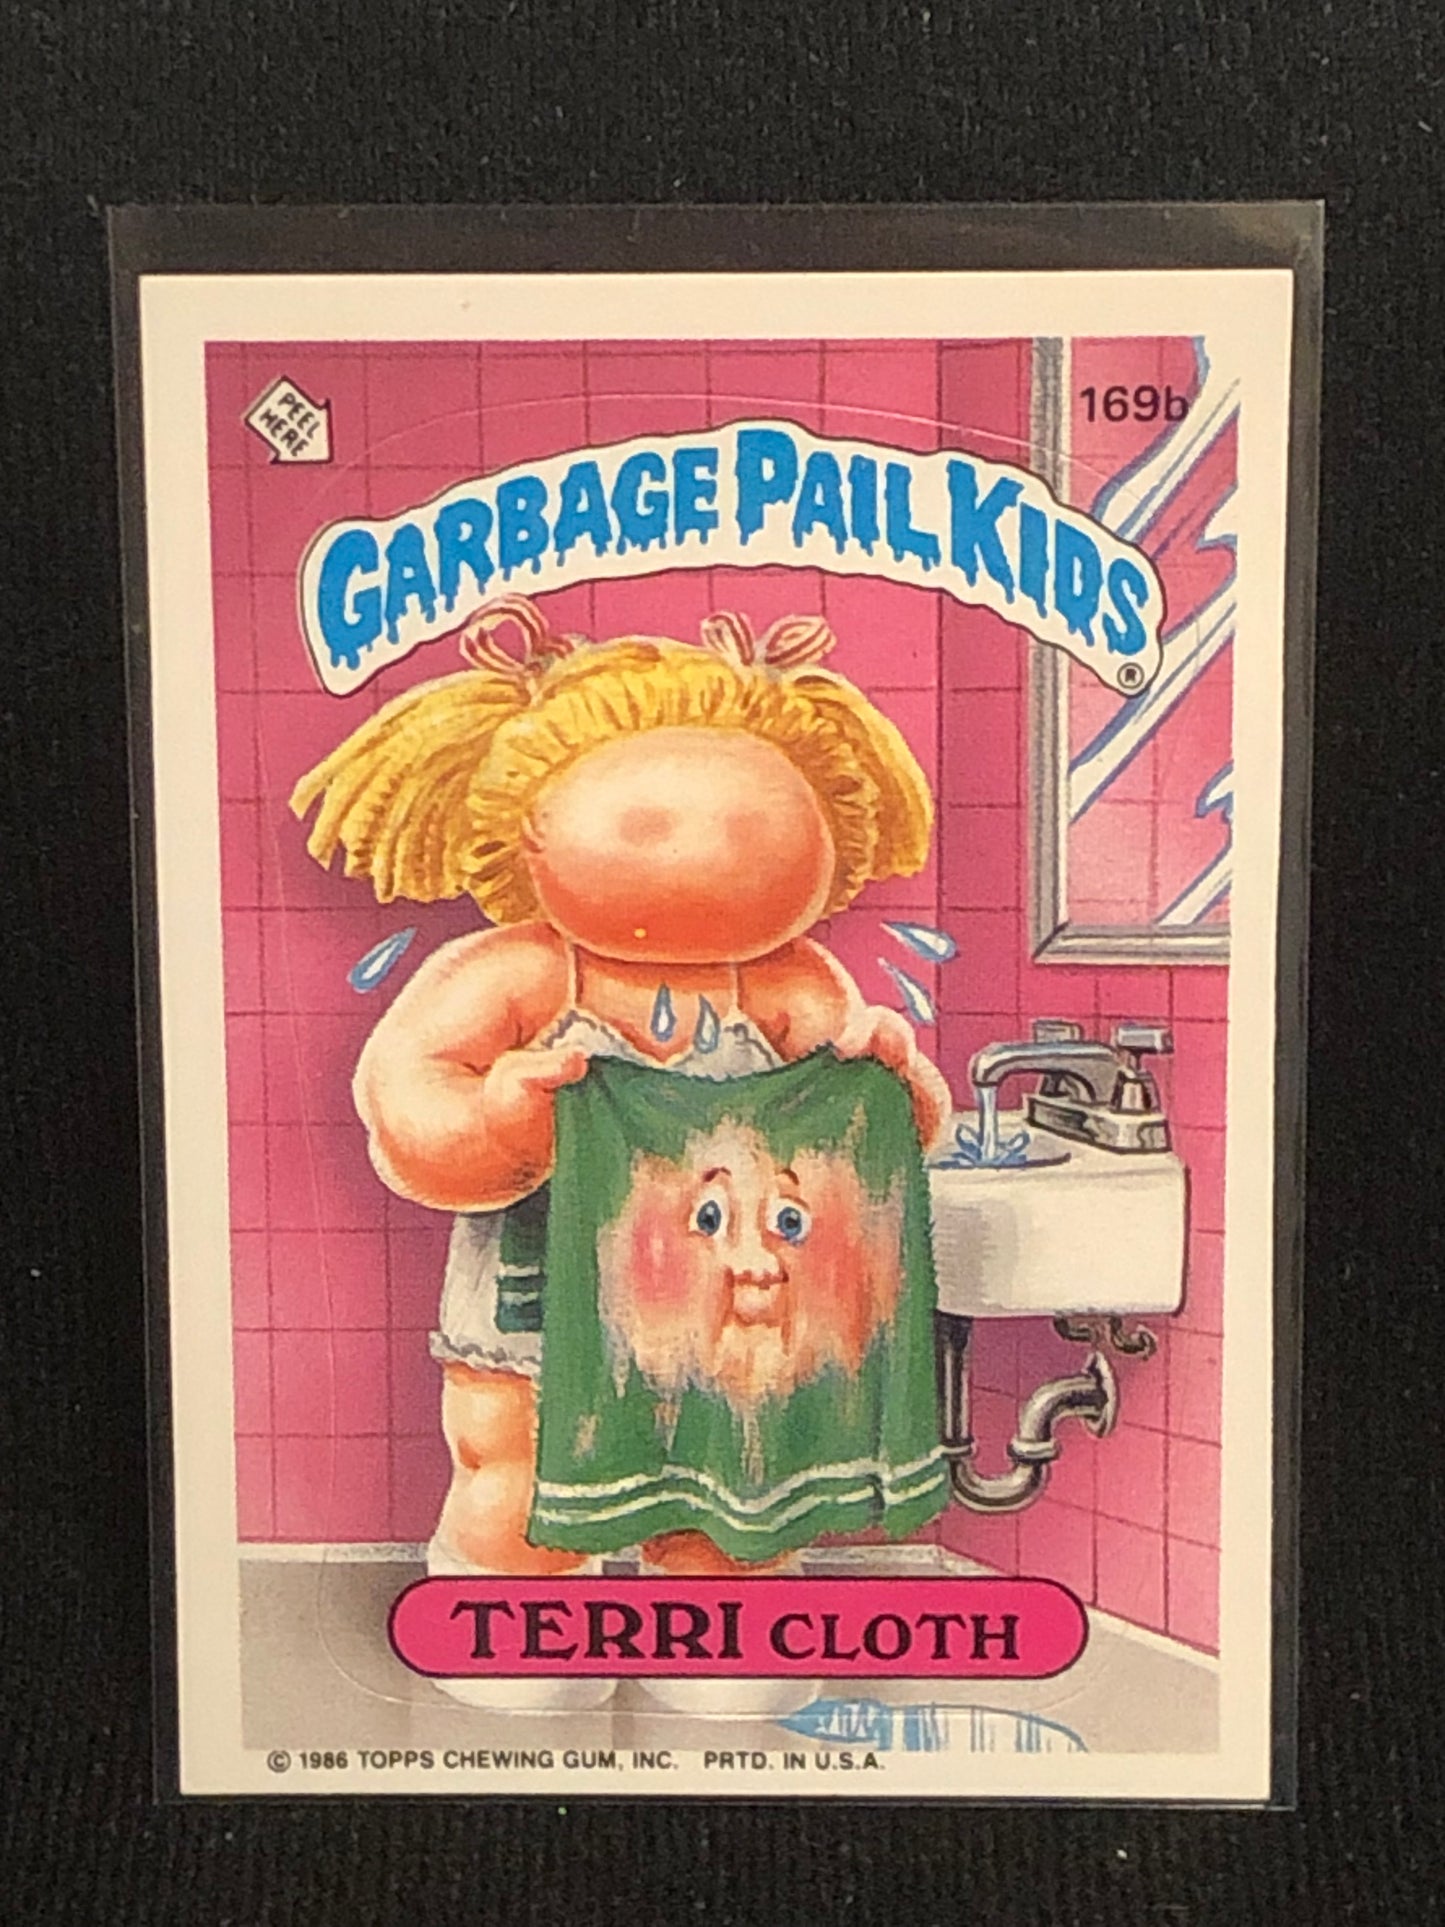 PEEL
HERE
169b
GARBAGE PAIL KIDS
®
TERRI CLOTH
© 1986 TOPPS CHEWING GUM, INC. PRTD. IN U.S.A.